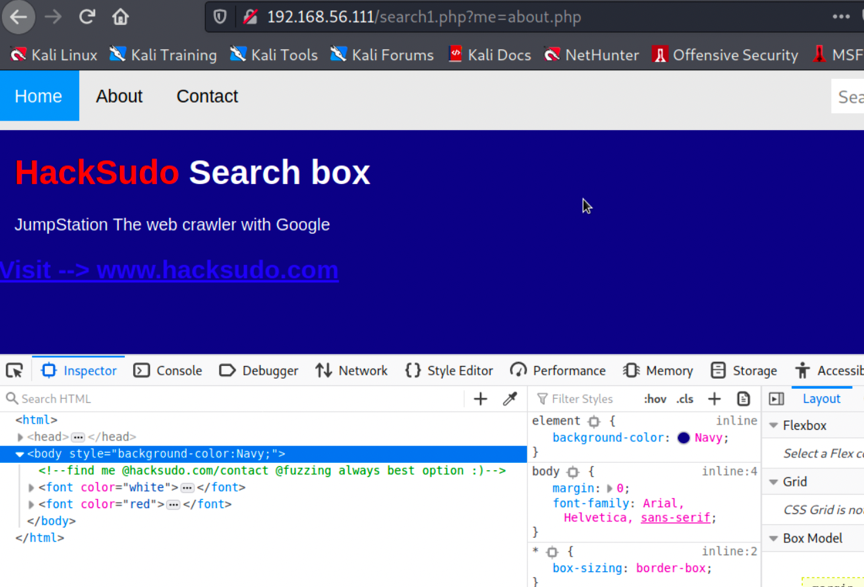 192.168.56.111/search1.php?me=about.php
Kali Linux Kali Training Kali Tools Kali Forums Kali Docs NetHunter Offensive Security MSF
Home About Contact Sea
HackSudo Search box
JumpStation The web crawler with Google
Visit --> www.hacksudo.com
Inspector Console Debugger Network {} Style Editor Performance Memory Storage Accessib
Search HTML + Filter Styles :hov .cls + Layout
<html>
<head> ••• </head>
<body style="background-color:Navy;">
<!--find me @hacksudo.com/contact @fuzzing always best option :)-->
<font color="white"> ••• </font>
<font color="red"> ••• </font>
</body>
</html>
element { inline
background-color: Navy;
}
body { inline:4
margin: 0;
font-family: Arial,
Helvetica, sans-serif;
}
* { inline:2
box-sizing: border-box;
}
Flexbox
Select a Flex c
Grid
CSS Grid is no
Box Model